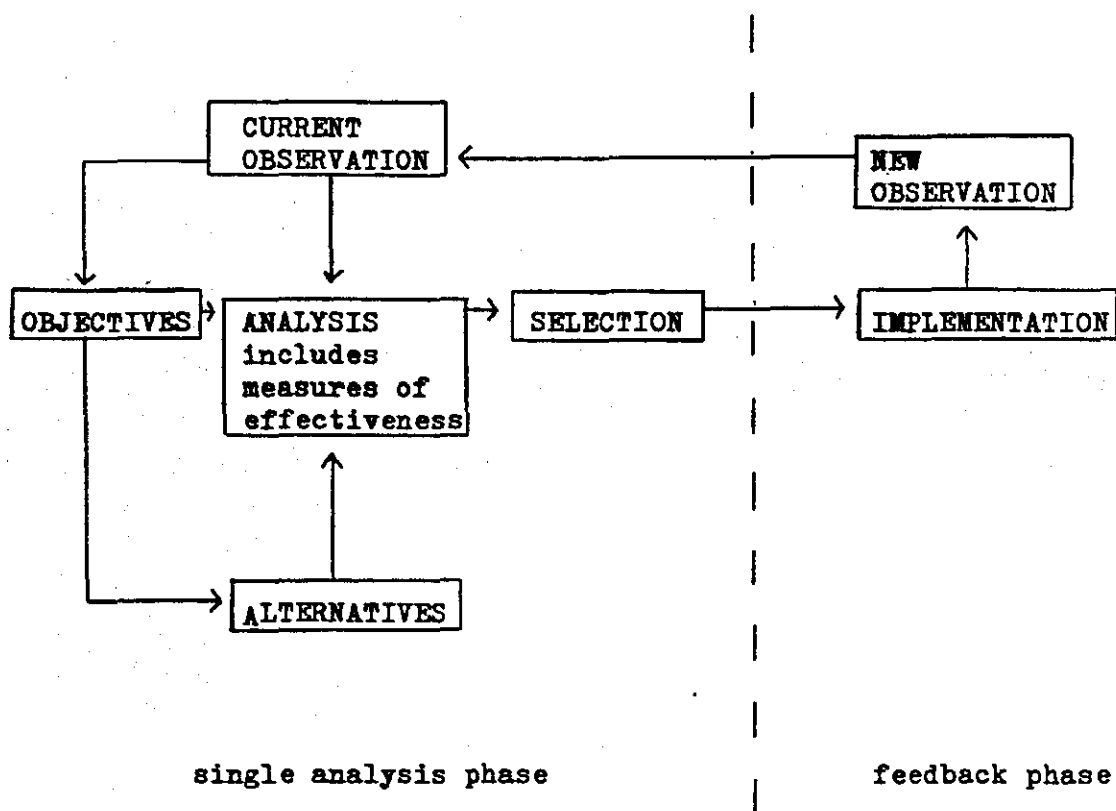 CURRENT
OBSERVATION
NEW
OBSERVATION
OBJECTIVES
ANALYSIS
includes
measures of
effectiveness
SELECTION
IMPLEMENTATION
ALTERNATIVES
single analysis phase
feedback phase